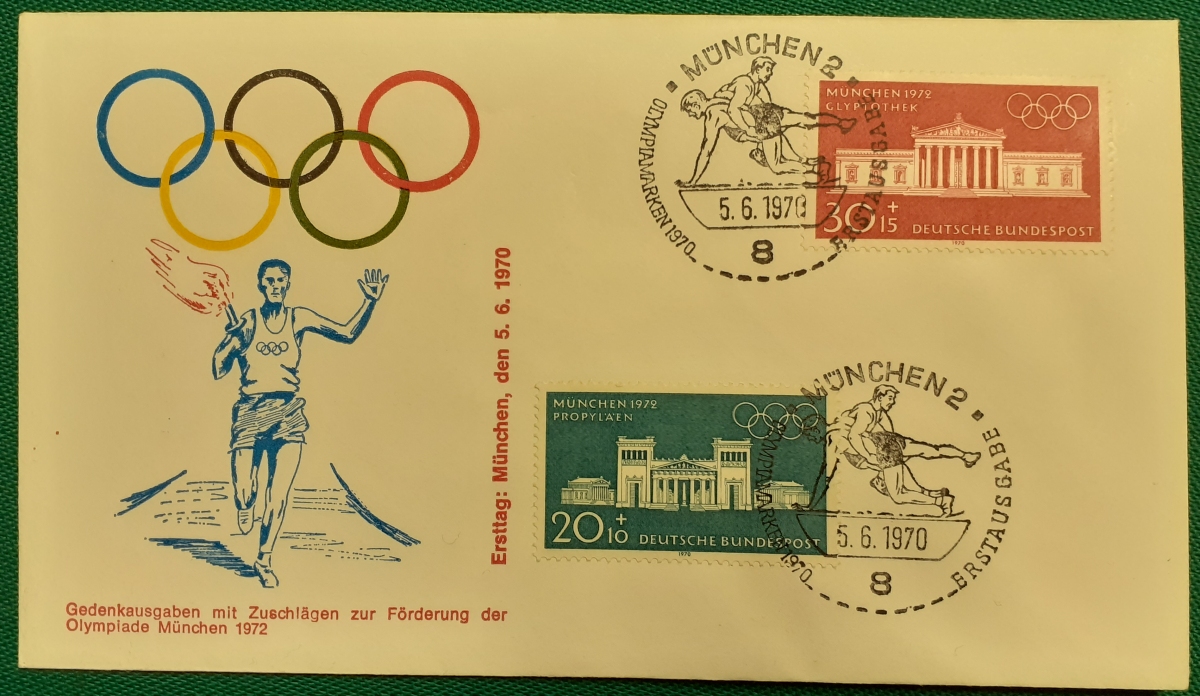 MÜNCHEN 2
OLYMPIAMARKEN 1970
ERSTAUSGABE
5.6.1970
8
MÜNCHEN 1972
GLYPTOTHEK
30 + 15 DEUTSCHE BUNDESPOST
1970
Ersttag: München, den 5. 6. 1970
MÜNCHEN 1972
PROPYLÄEN
20 + 10 DEUTSCHE BUNDESPOST
1970
MÜNCHEN 2
OLYMPIAMARKEN 1970
ERSTAUSGABE
5.6.1970
8
Gedenkausgaben mit Zuschlägen zur Förderung der
Olympiade München 1972